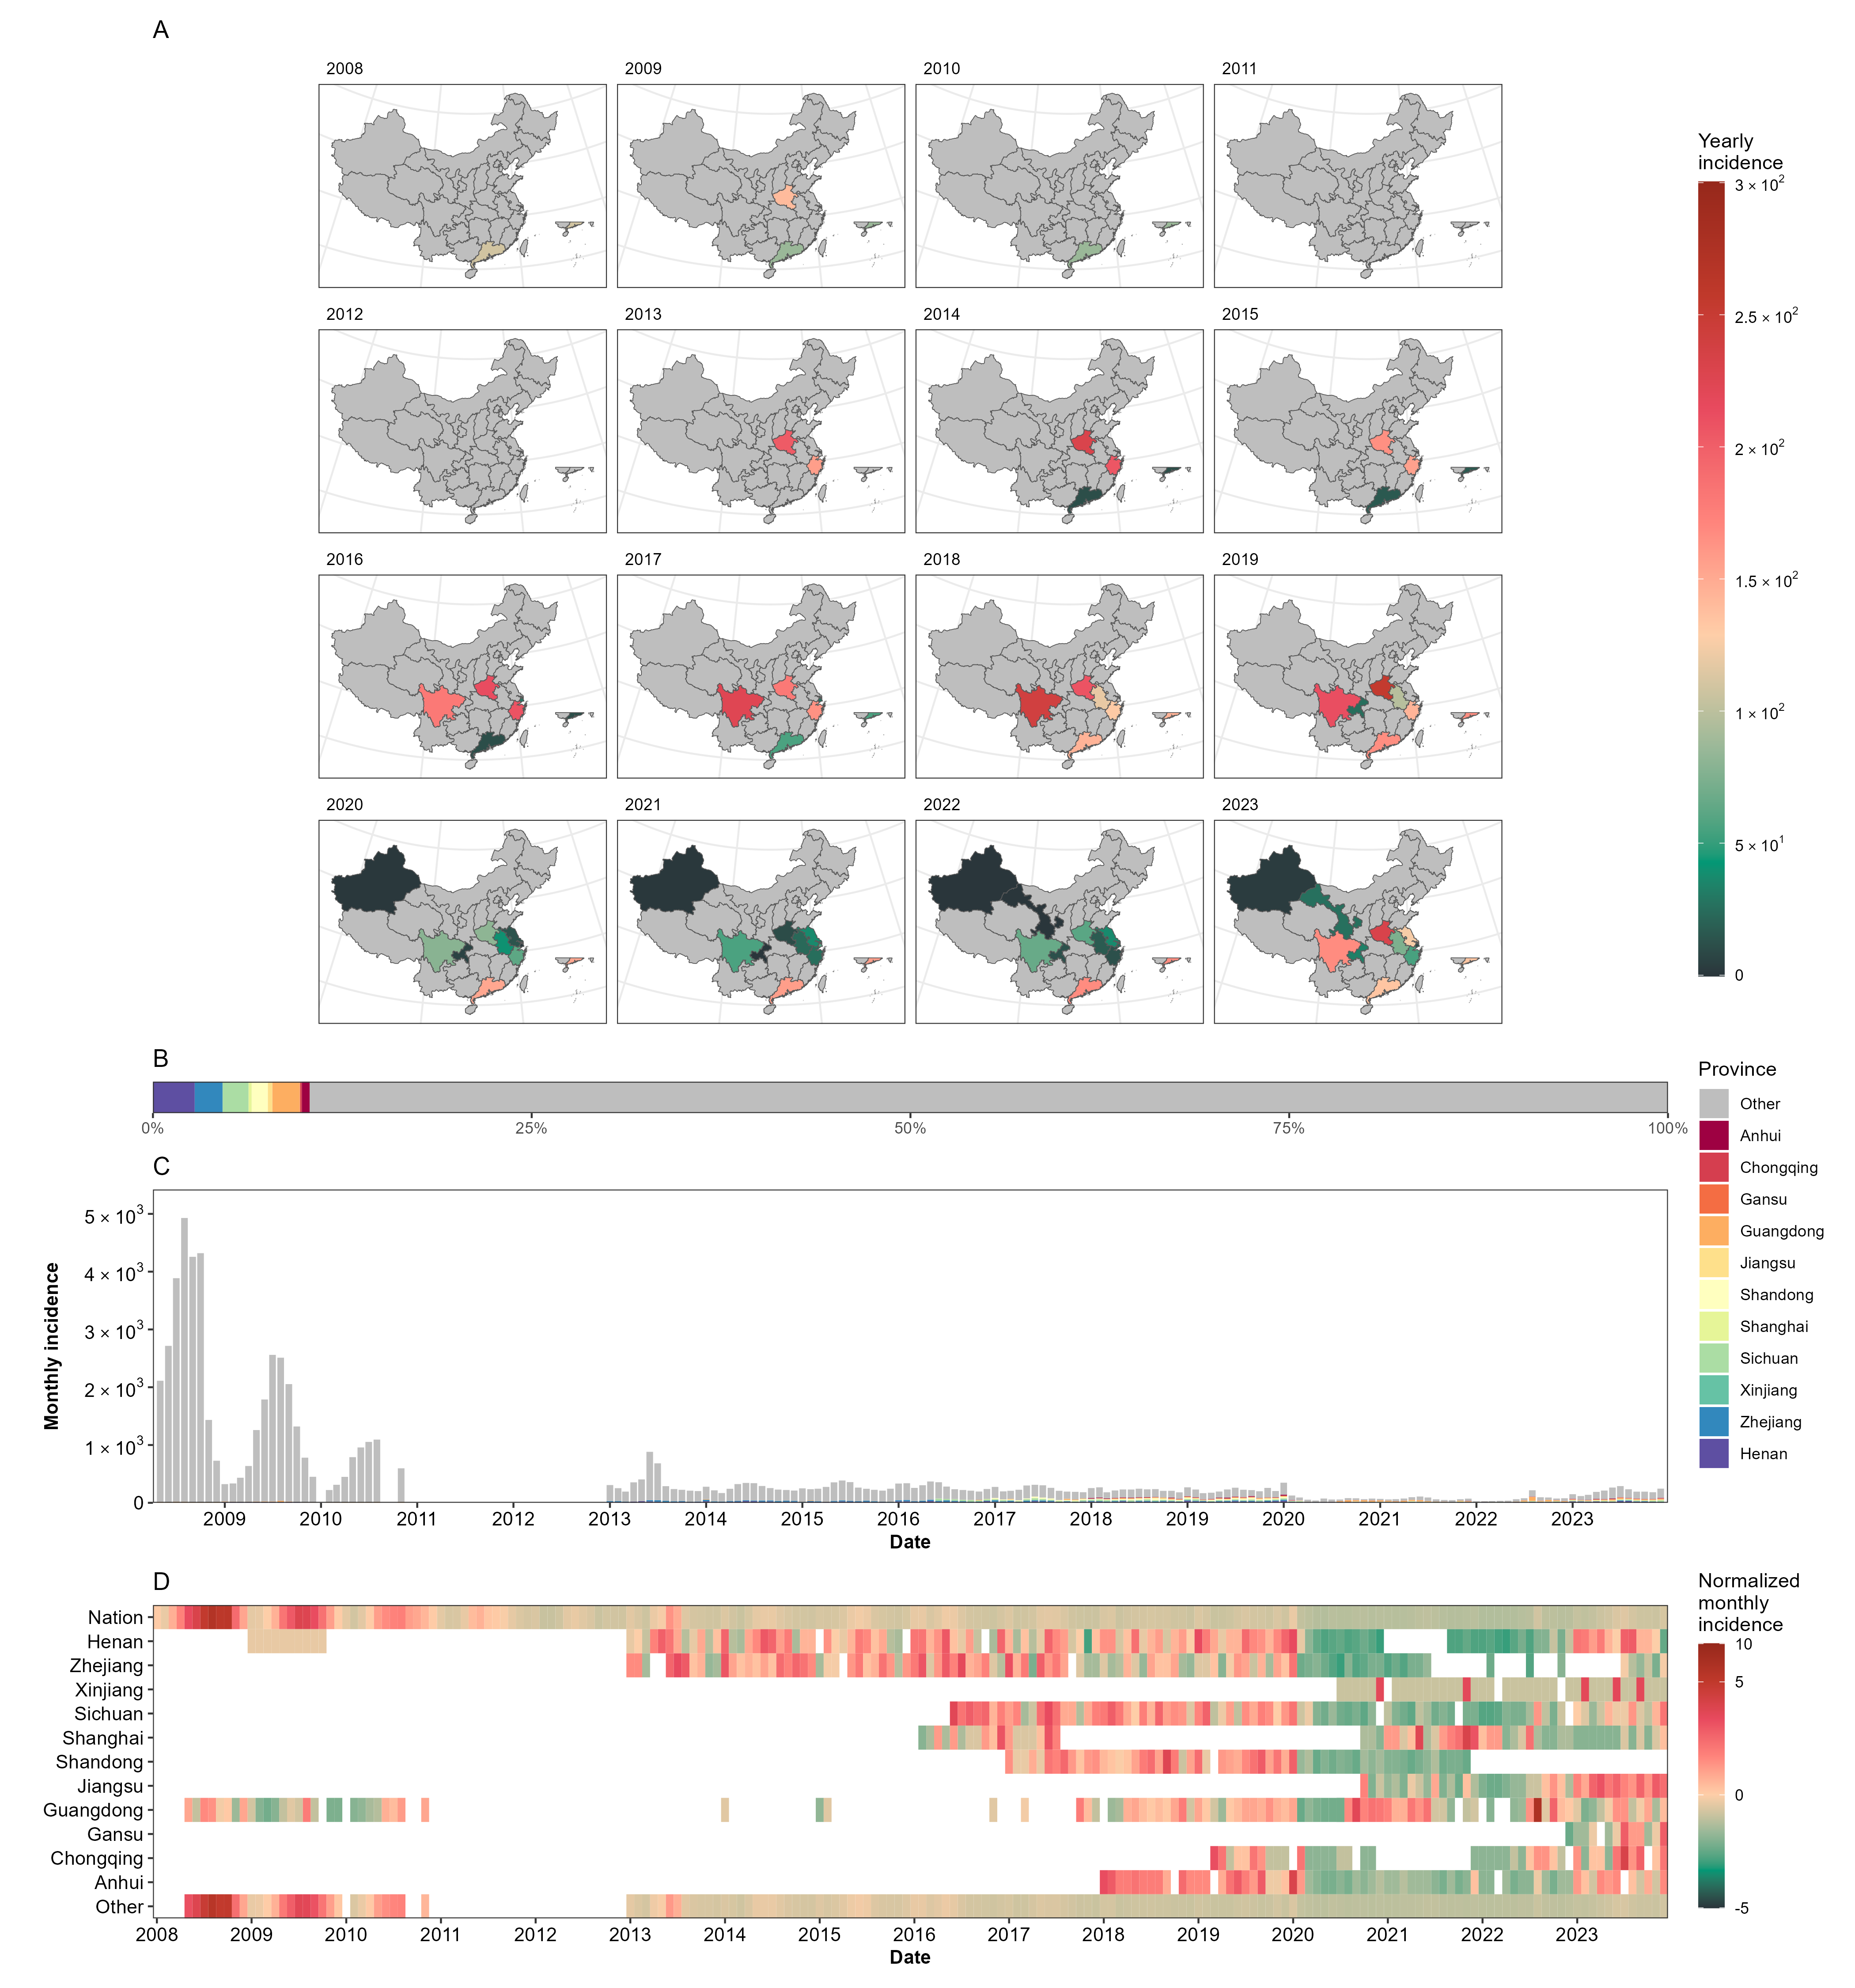 A
2008
2009
2010
2011
2012
2013
2014
2015
2016
2017
2018
2019
2020
2021
2022
2023
Yearly
incidence
3 × 10²
2.5 × 10²
2 × 10²
1.5 × 10²
1 × 10²
5 × 10¹
0
B
0%
25%
50%
75%
100%
Province
Other
Anhui
Chongqing
Gansu
Guangdong
Jiangsu
Shandong
Shanghai
Sichuan
Xinjiang
Zhejiang
Henan
C
Monthly incidence
5 × 10³
4 × 10³
3 × 10³
2 × 10³
1 × 10³
0
2009
2010
2011
2012
2013
2014
2015
2016
2017
2018
2019
2020
2021
2022
2023
Date
D
Nation
Henan
Zhejiang
Xinjiang
Sichuan
Shanghai
Shandong
Jiangsu
Guangdong
Gansu
Chongqing
Anhui
Other
2008
2009
2010
2011
2012
2013
2014
2015
2016
2017
2018
2019
2020
2021
2022
2023
Date
Normalized
monthly
incidence
10
5
0
-5